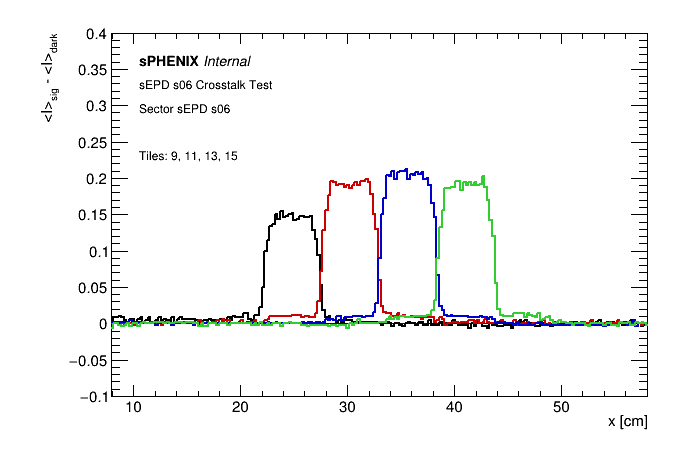 <I>sig - <I>dark
0.4
0.35
0.3
0.25
0.2
0.15
0.1
0.05
0
−0.05
−0.1
sPHENIX Internal
sEPD s06 Crosstalk Test
Sector sEPD s06
Tiles: 9, 11, 13, 15
10 20 30 40 50
x [cm]